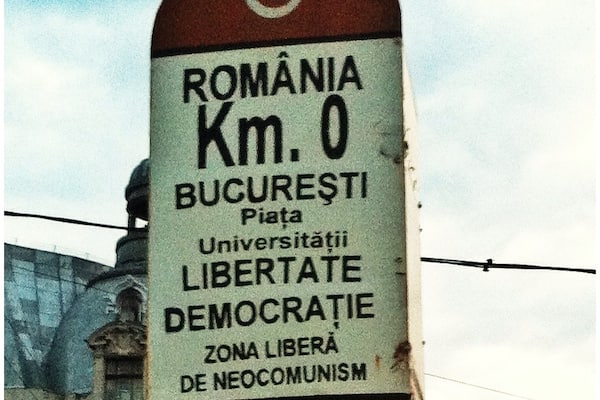 ROMÂNIA
Km. 0
BUCUREŞTI
Piaţa
Universităţii
LIBERTATE
DEMOCRAŢIE
ZONA LIBERĂ
DE NEOCOMUNISM